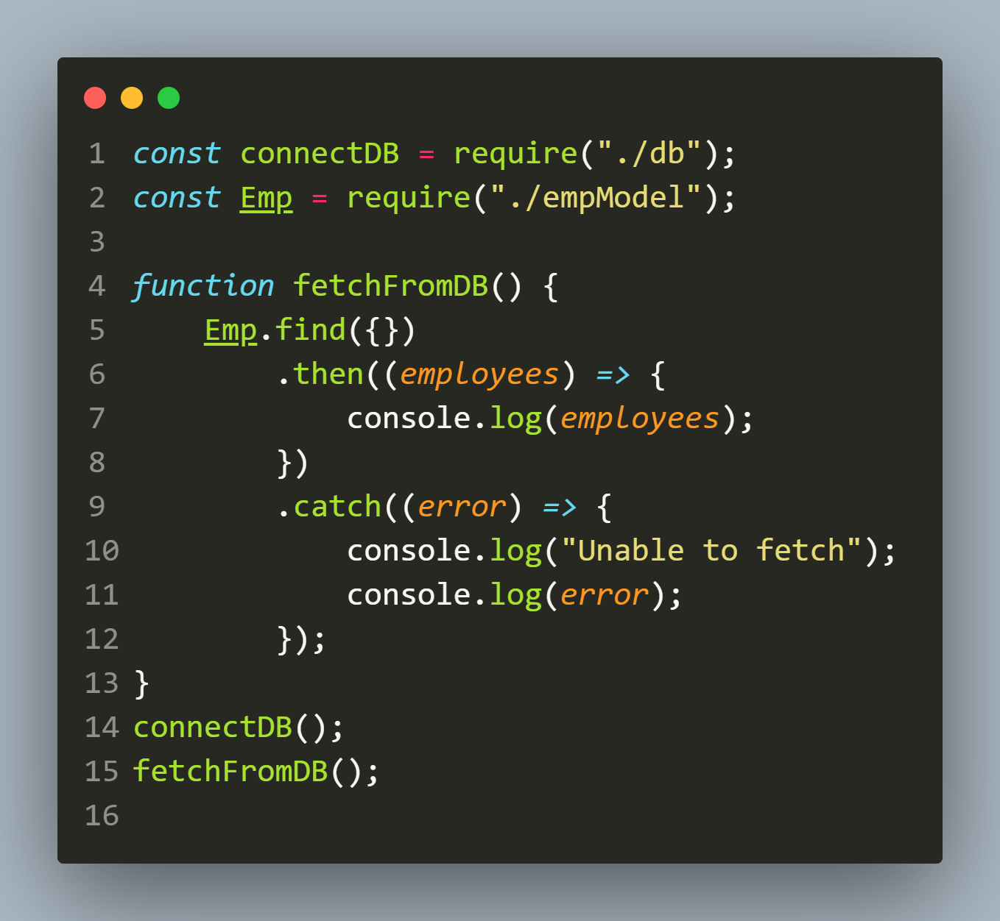 1 const connectDB = require("./db");
2 const Emp = require("./empModel");
3
4 function fetchFromDB() {
5     Emp.find({})
6         .then((employees) => {
7             console.log(employees);
8         })
9         .catch((error) => {
10             console.log("Unable to fetch");
11             console.log(error);
12         });
13 }
14 connectDB();
15 fetchFromDB();
16